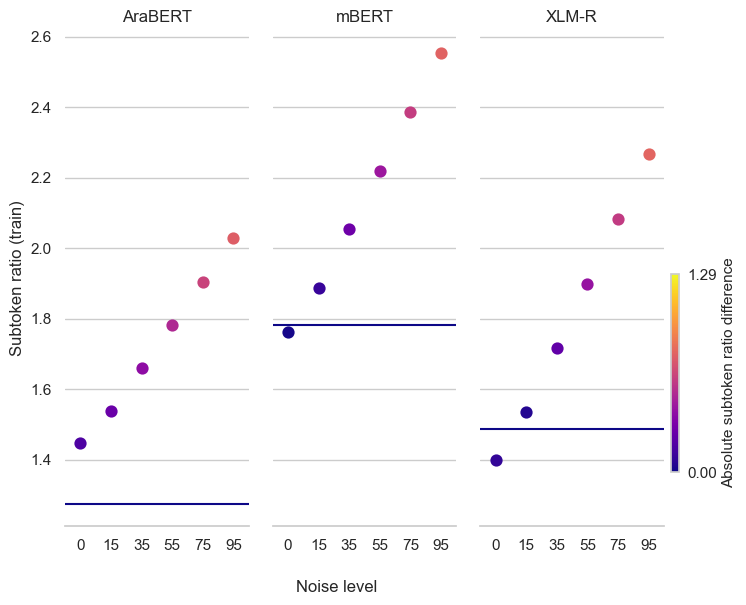 AraBERT mBERT XLM-R
2.6
2.4
2.2
2.0
1.8
1.6
1.4
Subtoken ratio (train)
0 15 35 55 75 95 0 15 35 55 75 95 0 15 35 55 75 95
Noise level
1.29
0.00
Absolute subtoken ratio difference